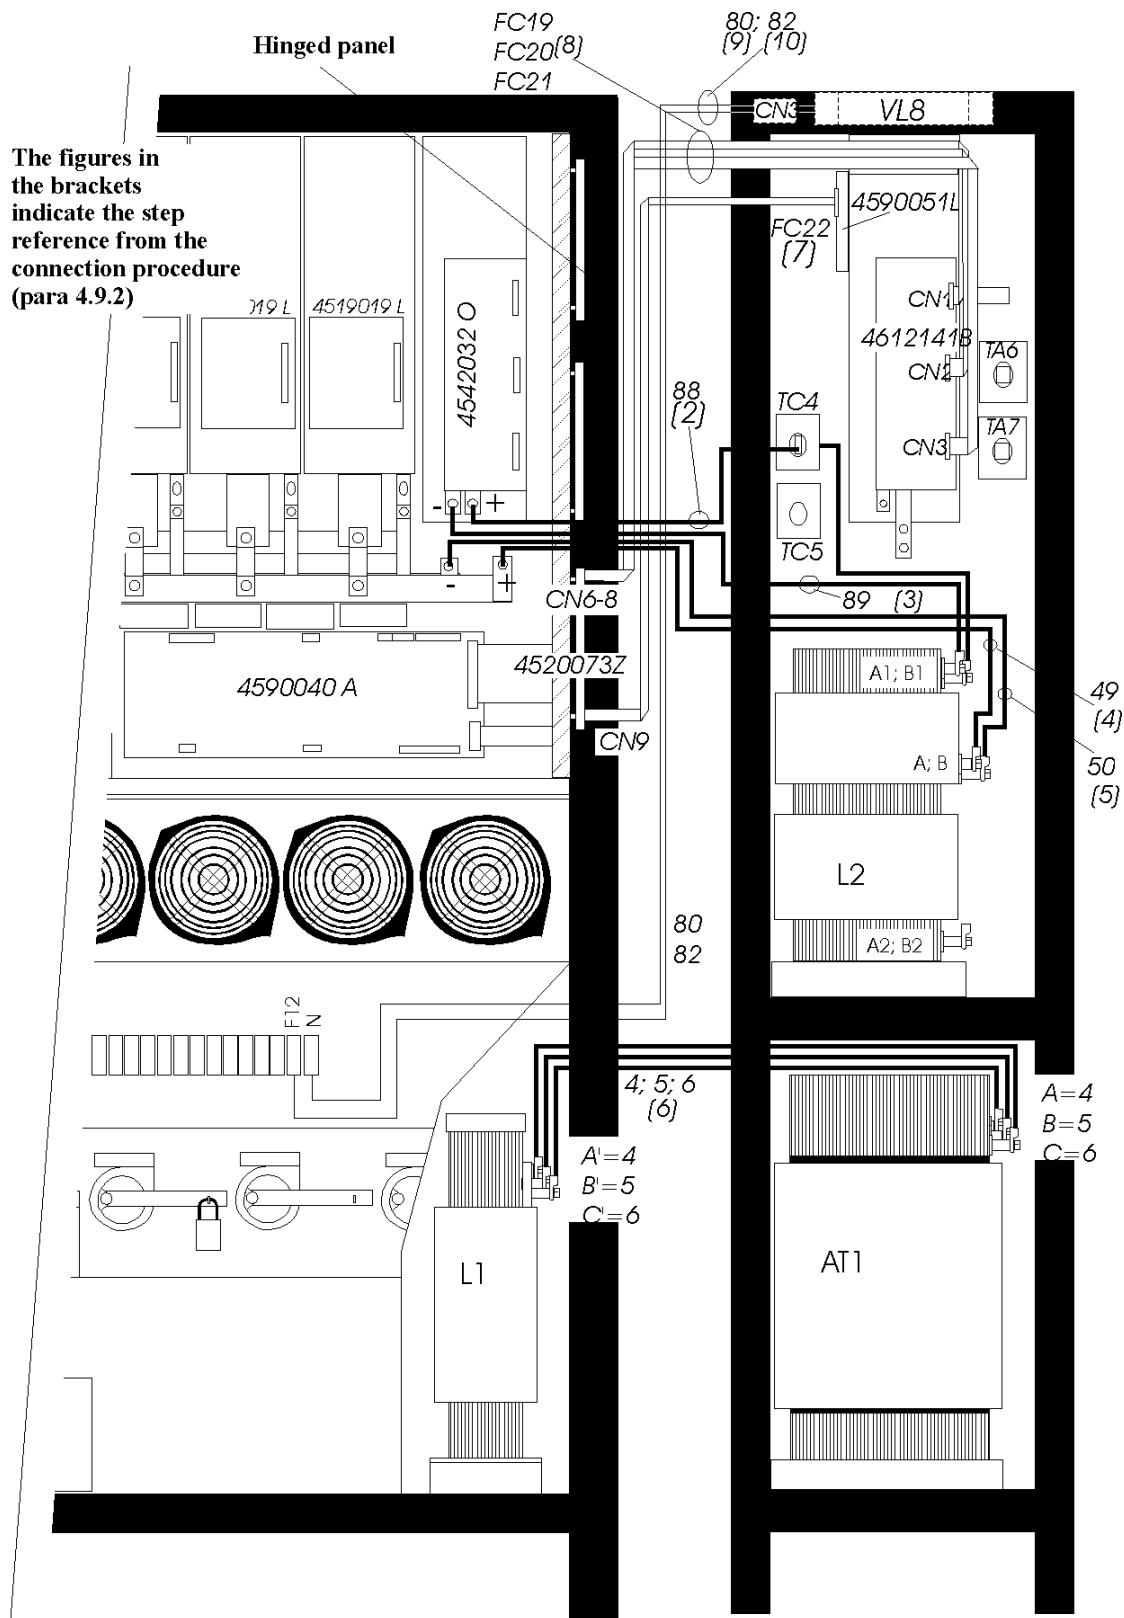 FC19
FC20 (8)
FC21
80; 82
(9) (10)
Hinged panel
CN3
VL8
The figures in
the brackets
indicate the step
reference from the
connection procedure
(para 4.9.2)
4590051L
FC22
(7)
19 L
4519019 L
4542032 O
CN1
4612141B
TA6
CN2
88
(2)
TC4
TA7
CN3
- +
TC5
- +
CN6-8
89 (3)
4520073Z
A1; B1
4590040 A
49
(4)
CN9
A; B
50
(5)
L2
80
82
A2; B2
F12
N
4; 5; 6
(6)
A=4
B=5
C=6
A'=4
B'=5
C'=6
L1
AT1